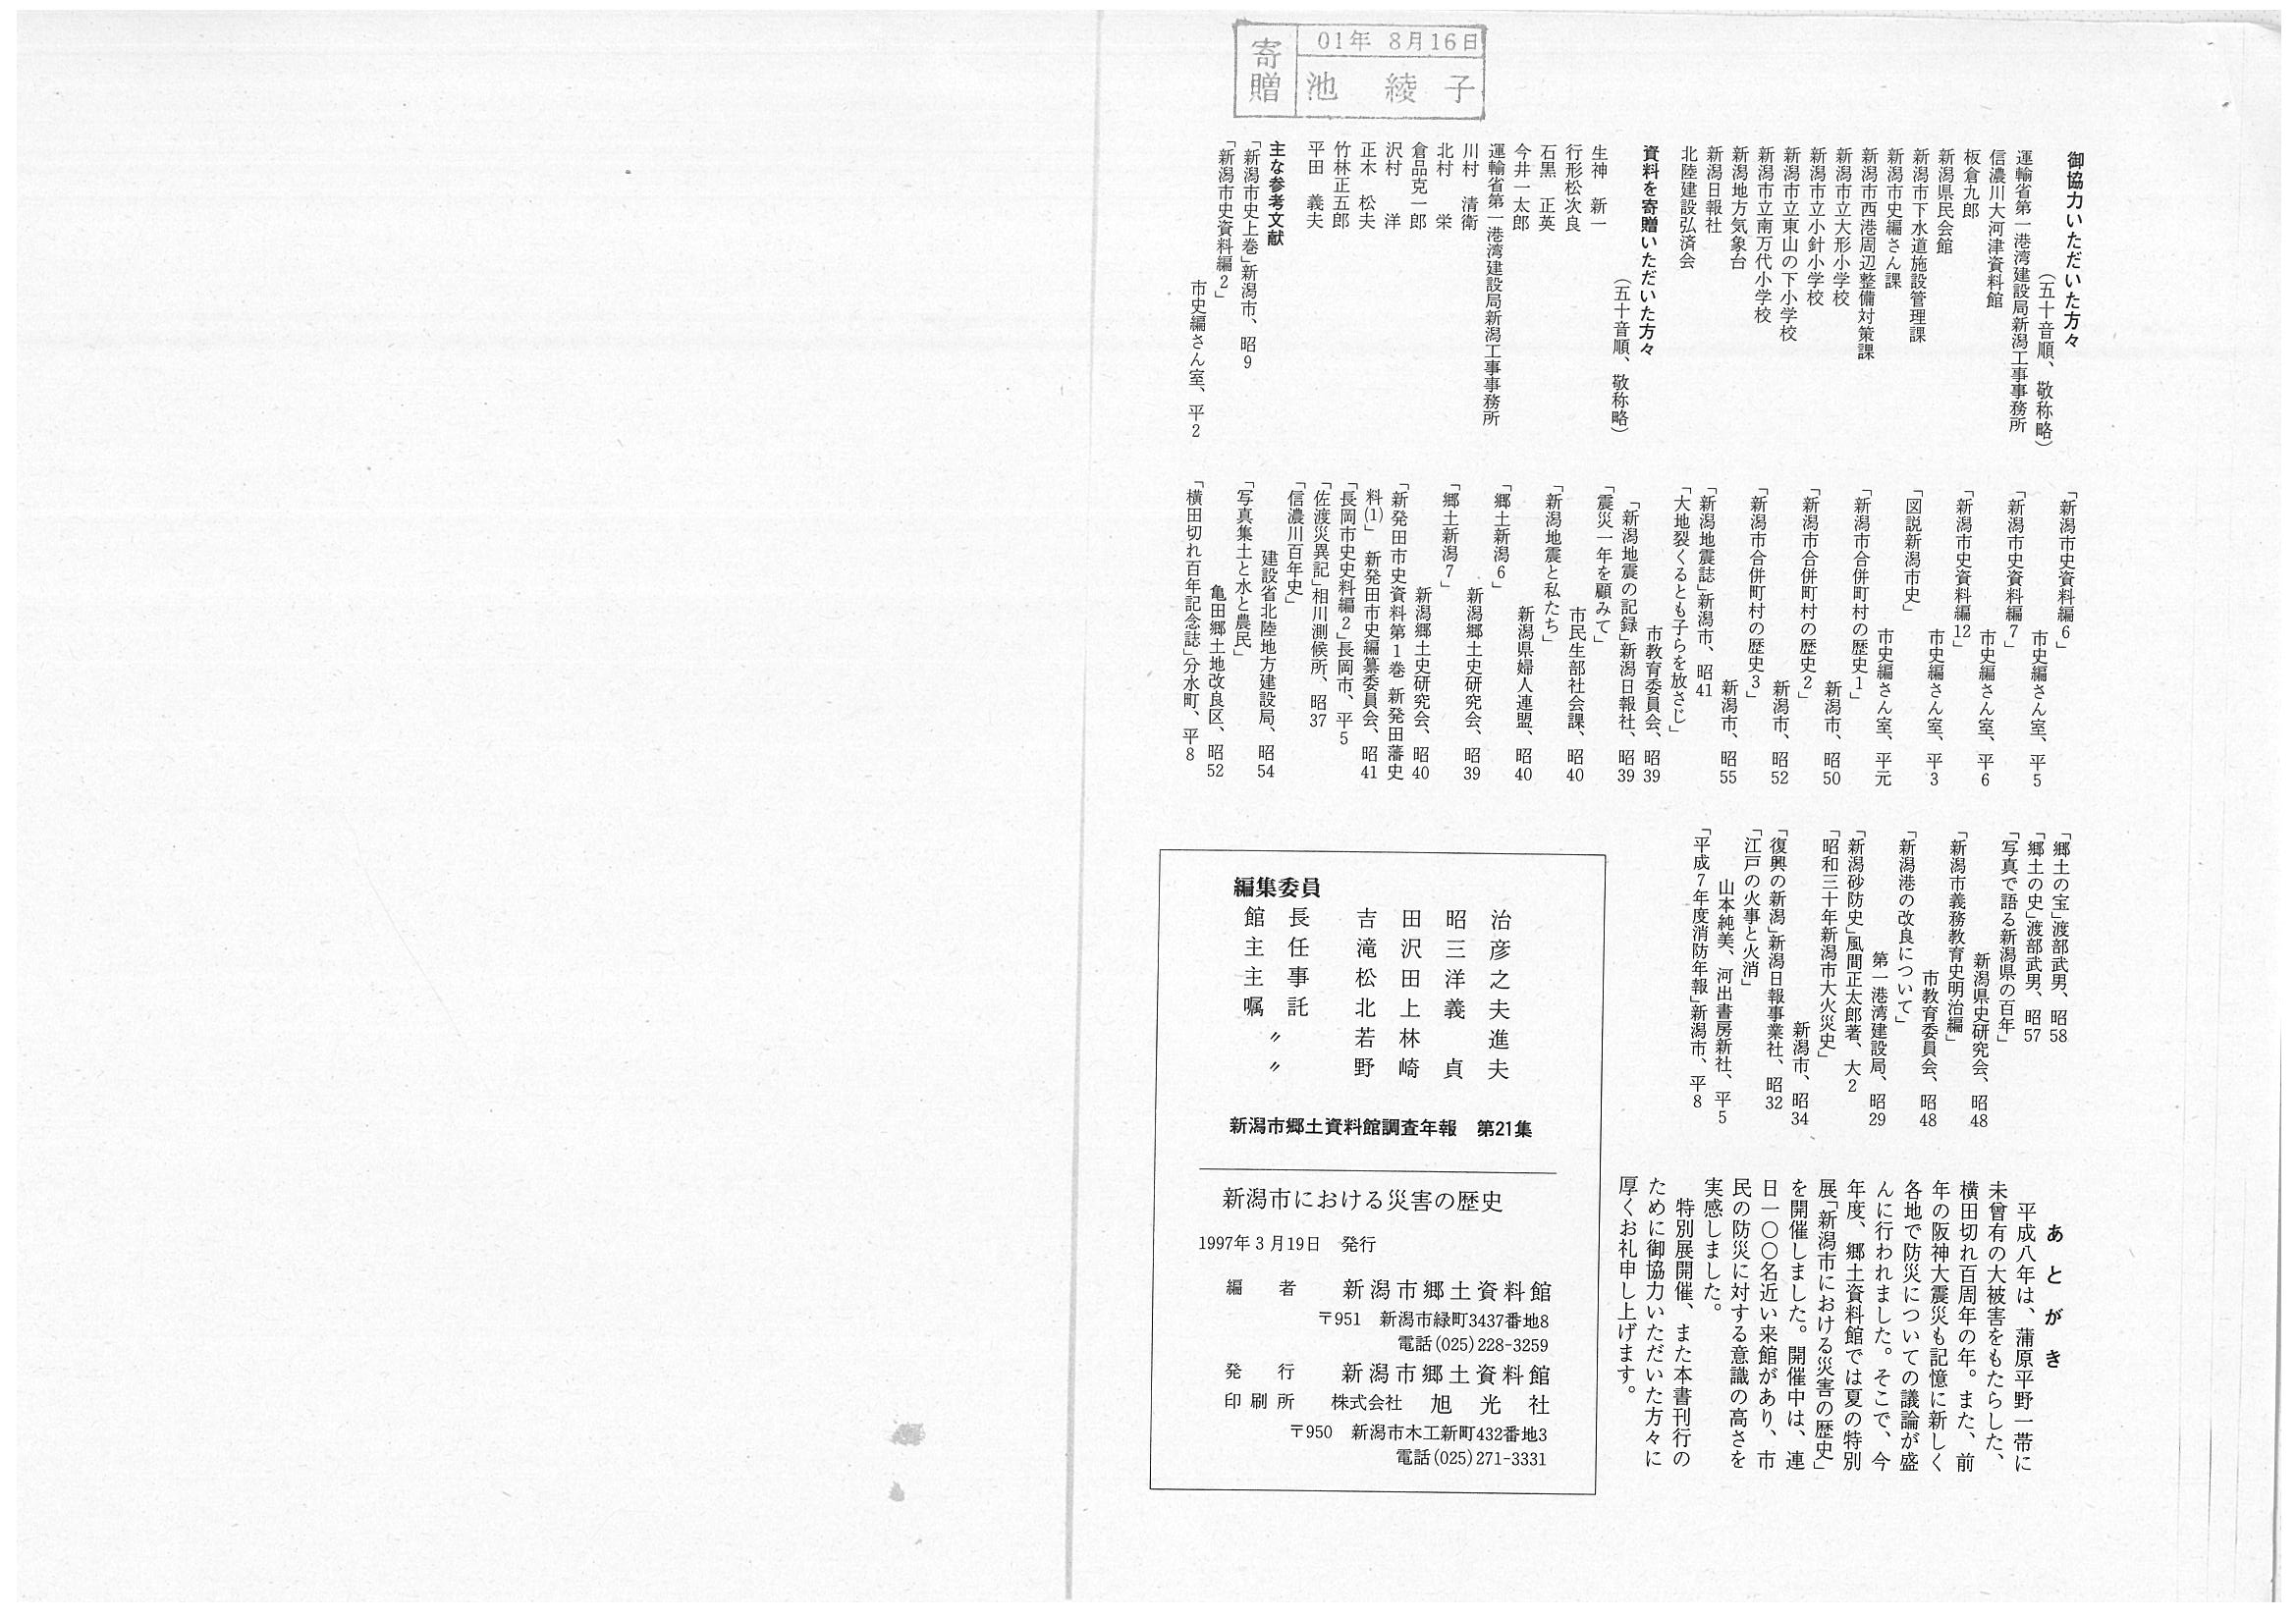 寄贈
01年 8月16日
池 綾子
御協力いただいた方々
(五十音順、敬称略)
運輸省第一港湾建設局新潟工事事務所
信濃川大河津資料館
板倉九郎
新潟県民会館
新潟市下水道施設管理課
新潟市史編さん課
新潟市西港周辺整備対策課
新潟市立大形小学校
新潟市立小針小学校
新潟市立東山の下小学校
新潟市立南万代小学校
新潟地方気象台
新潟日報社
北陸建設弘済会
資料を寄贈いただいた方々
(五十音順、敬称略)
生神 新一
行形松次良
石黒 正英
今井一太郎
運輸省第一港湾建設局新潟工事事務所
川村 清衛
北村 栄
倉品克一郎
沢村 洋
正木 松夫
竹林正五郎
平田 義夫
主な参考文献
「新潟市史上巻」新潟市、昭9
「新潟市史資料編2」
市史編さん室、平2
「新潟市史資料編6」
市史編さん室、平5
「新潟市史資料編7」
市史編さん室、平6
「新潟市史資料編12」
市史編さん室、平3
「図説新潟市史」
市史編さん室、平元
「新潟市合併町村の歴史1」
新潟市、昭50
「新潟市合併町村の歴史2」
新潟市、昭52
「新潟市合併町村の歴史3」
新潟市、昭55
「新潟地震誌」新潟市、昭41
「大地裂くるとも子らを放さじ」
市教育委員会、昭39
「新潟地震の記録」新潟日報社、昭39
「震災一年を顧みて」
市民生部社会課、昭40
「新潟地震と私たち」
新潟県婦人連盟、昭40
「郷土新潟6」
新潟郷土史研究会、昭39
「郷土新潟7」
新潟郷土史研究会、昭40
「新発田市史資料第1巻 新発田藩史
料(1)」 新発田市史編纂委員会、昭41
「長岡市史史料編2」長岡市、平5
「佐渡災異記」相川測候所、昭37
「信濃川百年史」
建設省北陸地方建設局、昭54
「写真集土と水と農民」
亀田郷土地改良区、昭52
「横田切れ百年記念誌」分水町、平8
「郷土の宝」渡部武男、昭58
「郷土の史」渡部武男、昭57
「写真で語る新潟県の百年」
新潟県史研究会、昭48
「新潟市義務教育史明治編」
市教育委員会、昭48
「新潟港の改良について」
第一港湾建設局、昭29
「新潟砂防史」風間正太郎著、大2
「昭和三十年新潟市大火災史」
新潟市、昭34
「復興の新潟」新潟日報事業社、昭32
「江戸の火事と火消」
山本純美、河出書房新社、平5
「平成7年度消防年報」新潟市、平8
あとがき
平成八年は、蒲原平野一帯に
未曾有の大被害をもたらした、
横田切れ百周年の年。また、前
年の阪神大震災も記憶に新しく
各地で防災についての議論が盛
んに行われました。そこで、今
年度、郷土資料館では夏の特別
展「新潟市における災害の歴史」
を開催しました。開催中は、連
日一〇〇名近い来館があり、市
民の防災に対する意識の高さを
実感しました。
特別展開催、また本書刊行の
ために御協力いただいた方々に
厚くお礼申し上げます。
編集委員
館長 吉田昭治
主任 滝沢三彦
主事 松田洋之
嘱託 北上義夫
〃 若林 進
〃 野崎貞夫
新潟市郷土資料館調査年報 第21集
新潟市における災害の歴史
1997年3月19日 発行
編者 新潟市郷土資料館
〒951 新潟市緑町3437番地8
電話(025)228-3259
発行 新潟市郷土資料館
印刷所 株式会社 旭光社
〒950 新潟市木工新町432番地3
電話(025)271-3331